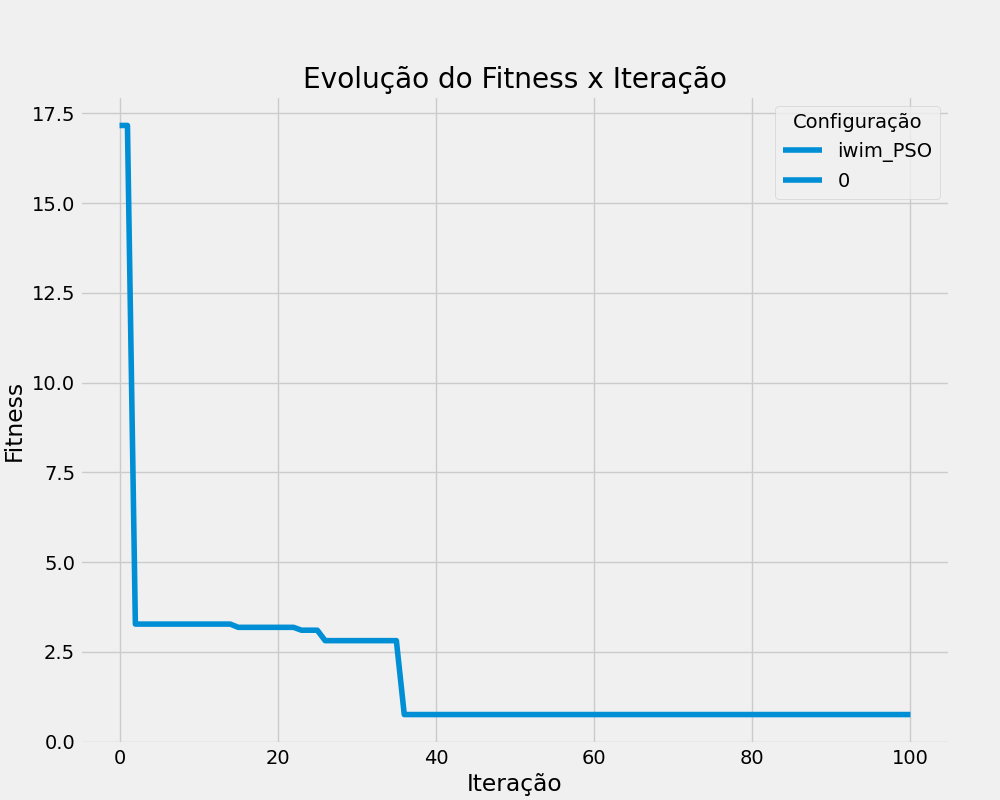 Evolução do Fitness x Iteração
Configuração
iwim_PSO
0
Fitness
17.5
15.0
12.5
10.0
7.5
5.0
2.5
0.0
0 20 40 60 80 100
Iteração